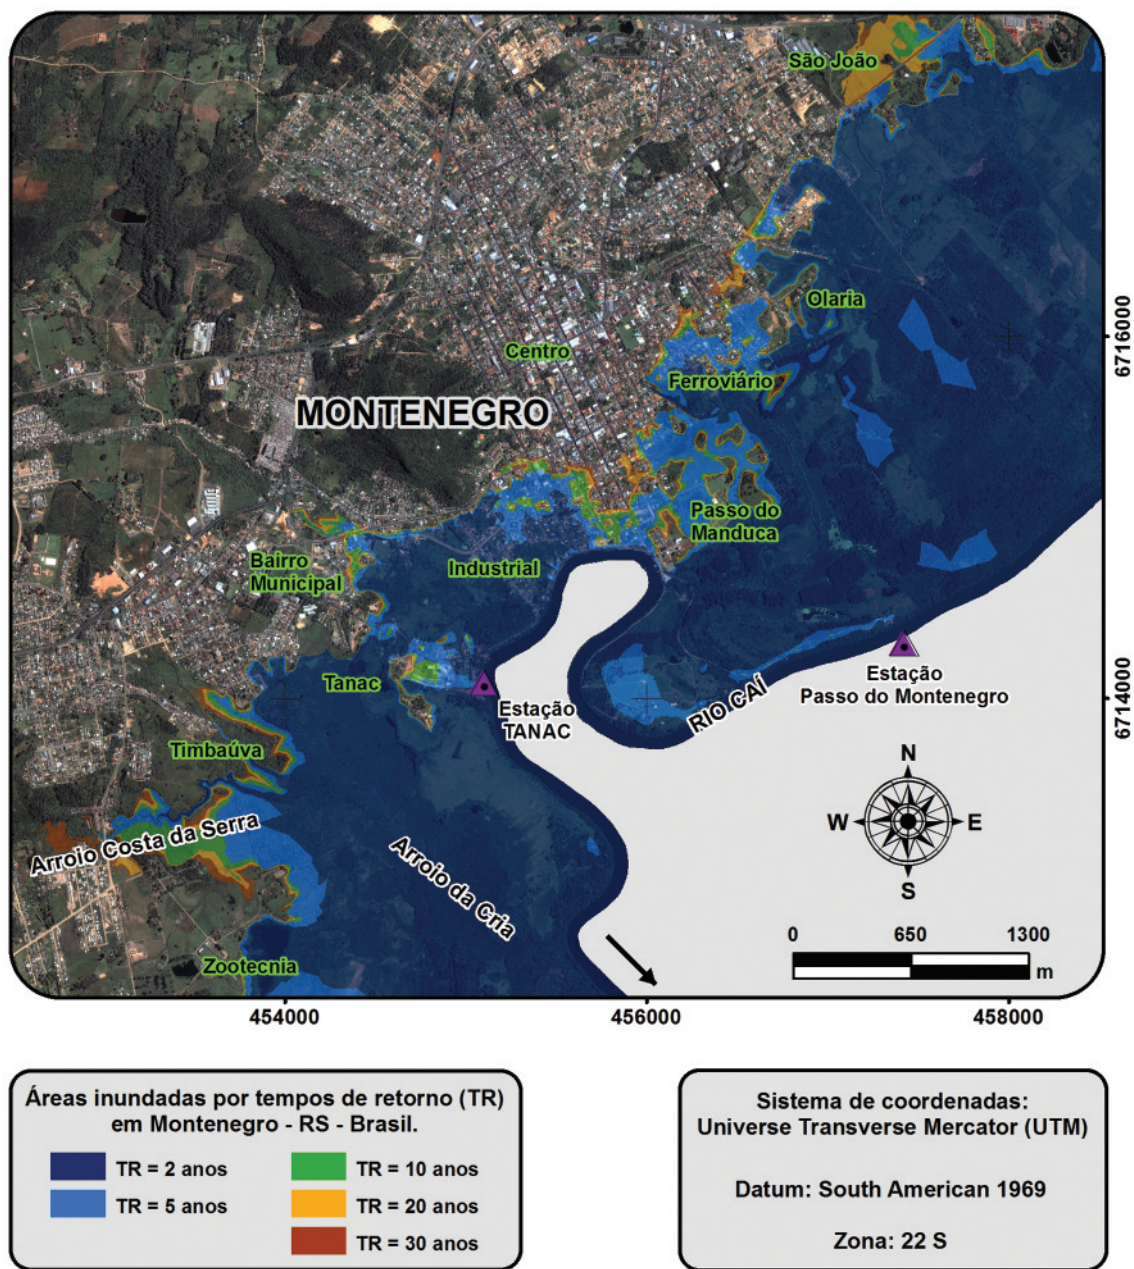 São João
Olaria
6716000
Centro
Ferroviário
MONTENEGRO
Passo do
Manduca
Bairro
Municipal
Industrial
Tanac
Estação
TANAC
RIO CAÍ
Estação
Passo do Montenegro
6714000
Timbaúva
N
W
E
S
Arroio Costa da Serra
Arroio da Cria
Zootecnia
0 650 1300
m
454000 456000 458000
Áreas inundadas por tempos de retorno (TR)
em Montenegro - RS - Brasil.
TR = 2 anos
TR = 5 anos
TR = 10 anos
TR = 20 anos
TR = 30 anos
Sistema de coordenadas:
Universe Transverse Mercator (UTM)
Datum: South American 1969
Zona: 22 S